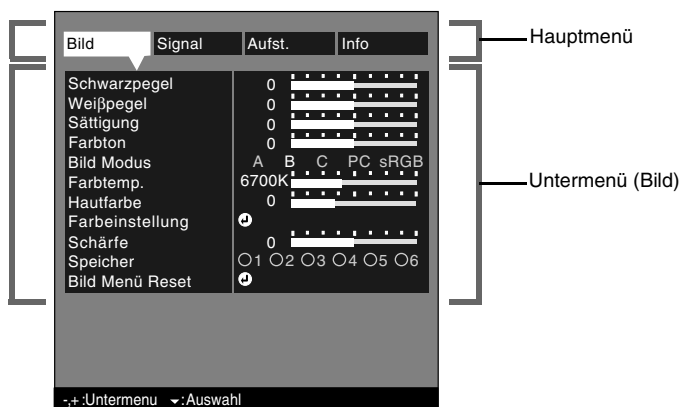 Bild Signal Aufst. Info
Hauptmenü
Schwarzpegel 0
Weiβpegel 0
Sättigung 0
Farbton 0
Bild Modus A B C PC sRGB
Farbtemp. 6700K
Untermenü (Bild)
Hautfarbe 0
Farbeinstellung
Schärfe 0
Speicher 1 2 3 4 5 6
Bild Menü Reset
-,+ :Untermenu :Auswahl